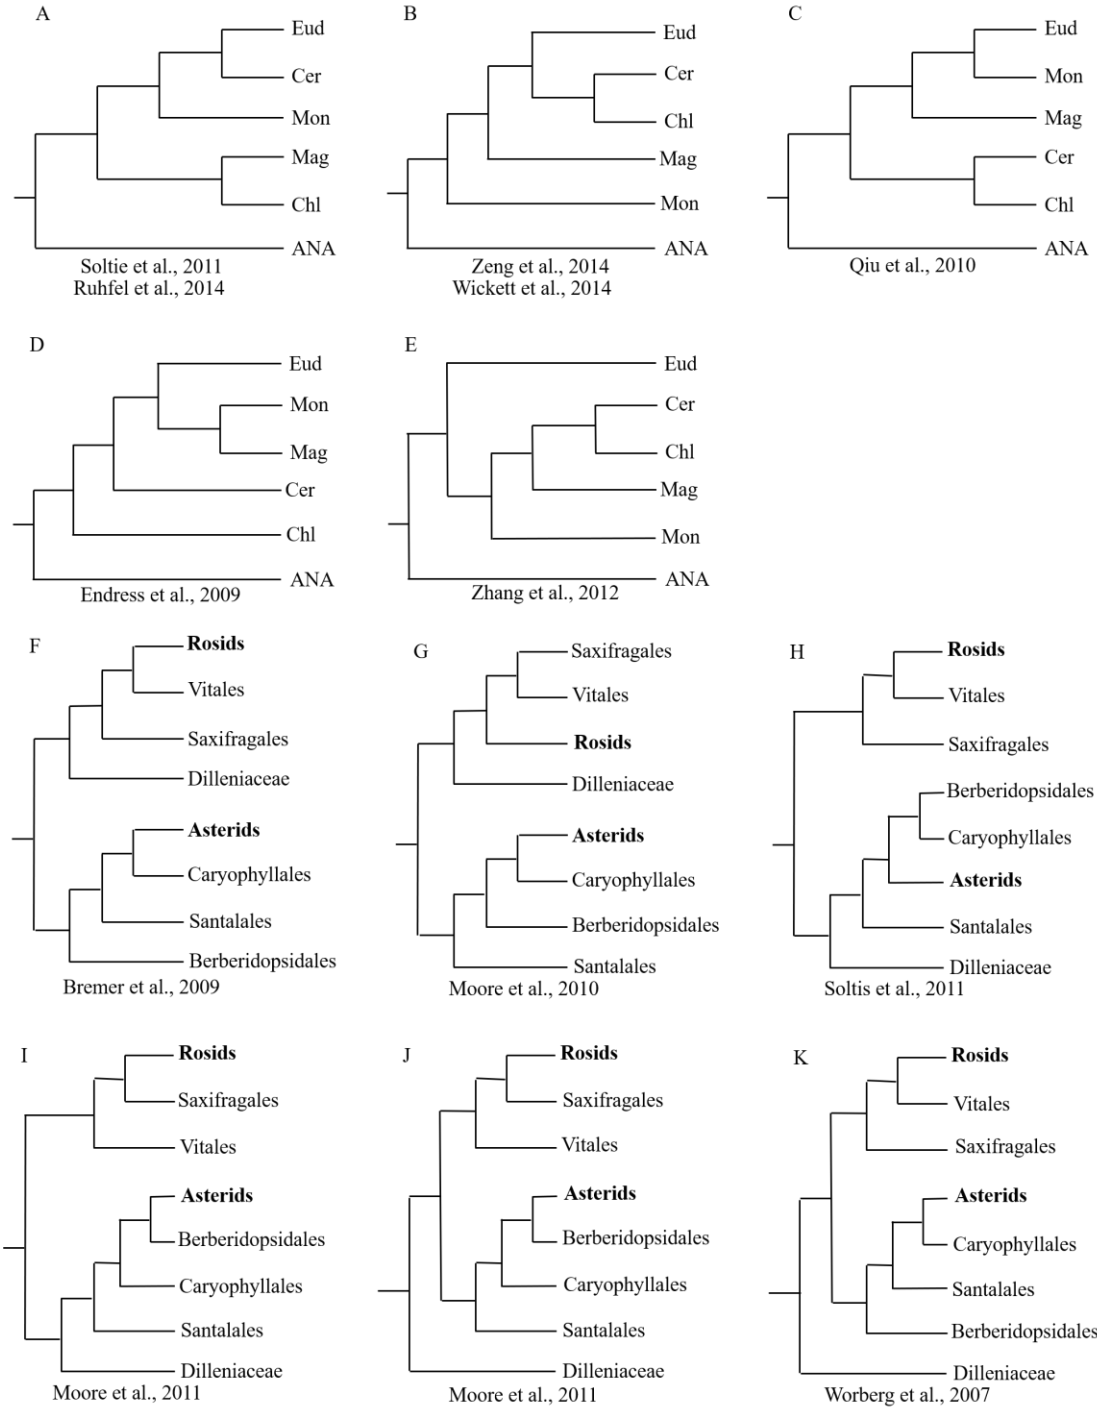 A
Eud
Cer
Mon
Mag
Chl
ANA
Soltie et al., 2011
Ruhfel et al., 2014
B
Eud
Cer
Chl
Mag
Mon
ANA
Zeng et al., 2014
Wickett et al., 2014
C
Eud
Mon
Mag
Cer
Chl
ANA
Qiu et al., 2010
D
Eud
Mon
Mag
Cer
Chl
ANA
Endress et al., 2009
E
Eud
Cer
Chl
Mag
Mon
ANA
Zhang et al., 2012
F
Rosids
Vitales
Saxifragales
Dilleniaceae
Asterids
Caryophyllales
Santalales
Berberidopsidales
Bremer et al., 2009
G
Saxifragales
Vitales
Rosids
Dilleniaceae
Asterids
Caryophyllales
Berberidopsidales
Santalales
Moore et al., 2010
H
Rosids
Vitales
Saxifragales
Berberidopsidales
Caryophyllales
Asterids
Santalales
Dilleniaceae
Soltis et al., 2011
I
Rosids
Saxifragales
Vitales
Asterids
Berberidopsidales
Caryophyllales
Santalales
Dilleniaceae
Moore et al., 2011
J
Rosids
Saxifragales
Vitales
Asterids
Berberidopsidales
Caryophyllales
Santalales
Dilleniaceae
Moore et al., 2011
K
Rosids
Vitales
Saxifragales
Asterids
Caryophyllales
Santalales
Berberidopsidales
Dilleniaceae
Worberg et al., 2007